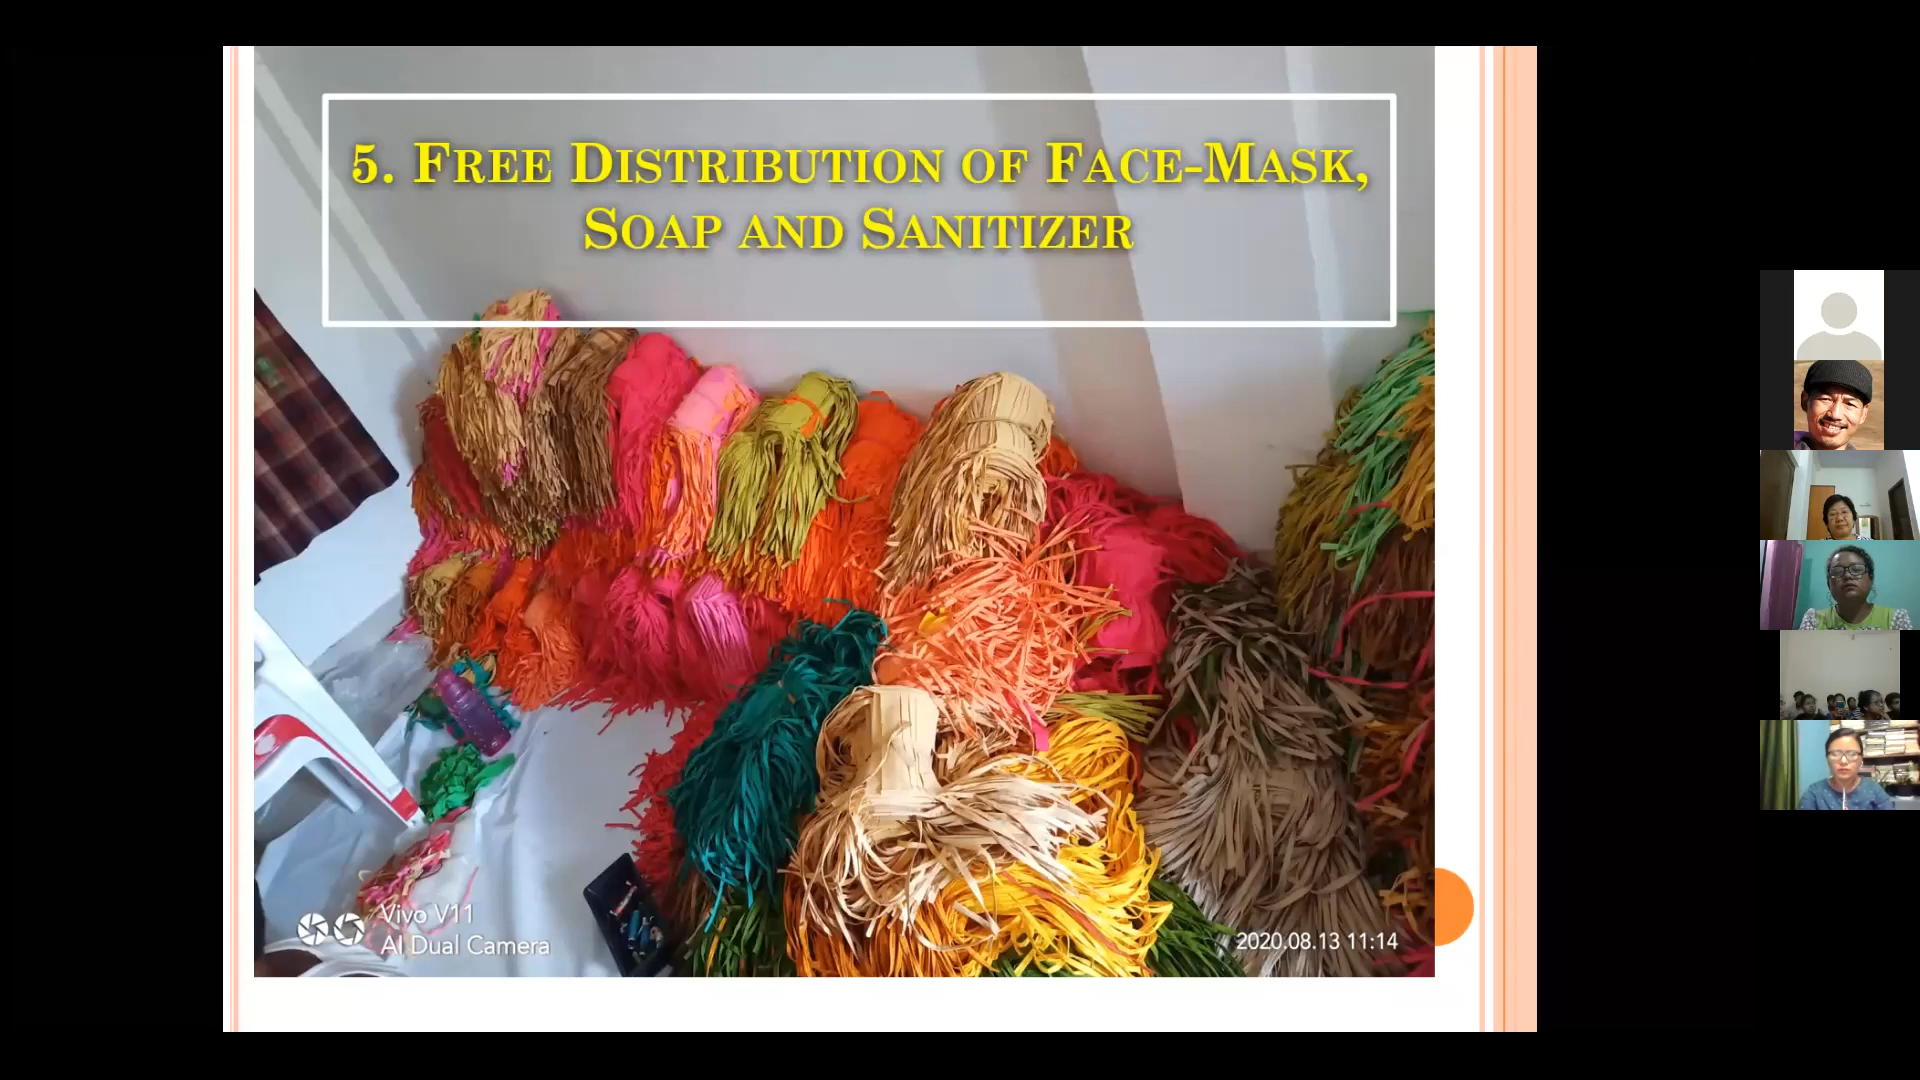 5. Free Distribution of Face-Mask,
Soap and Sanitizer
Vivo V11
AI Dual Camera
2020.08.13 11:14